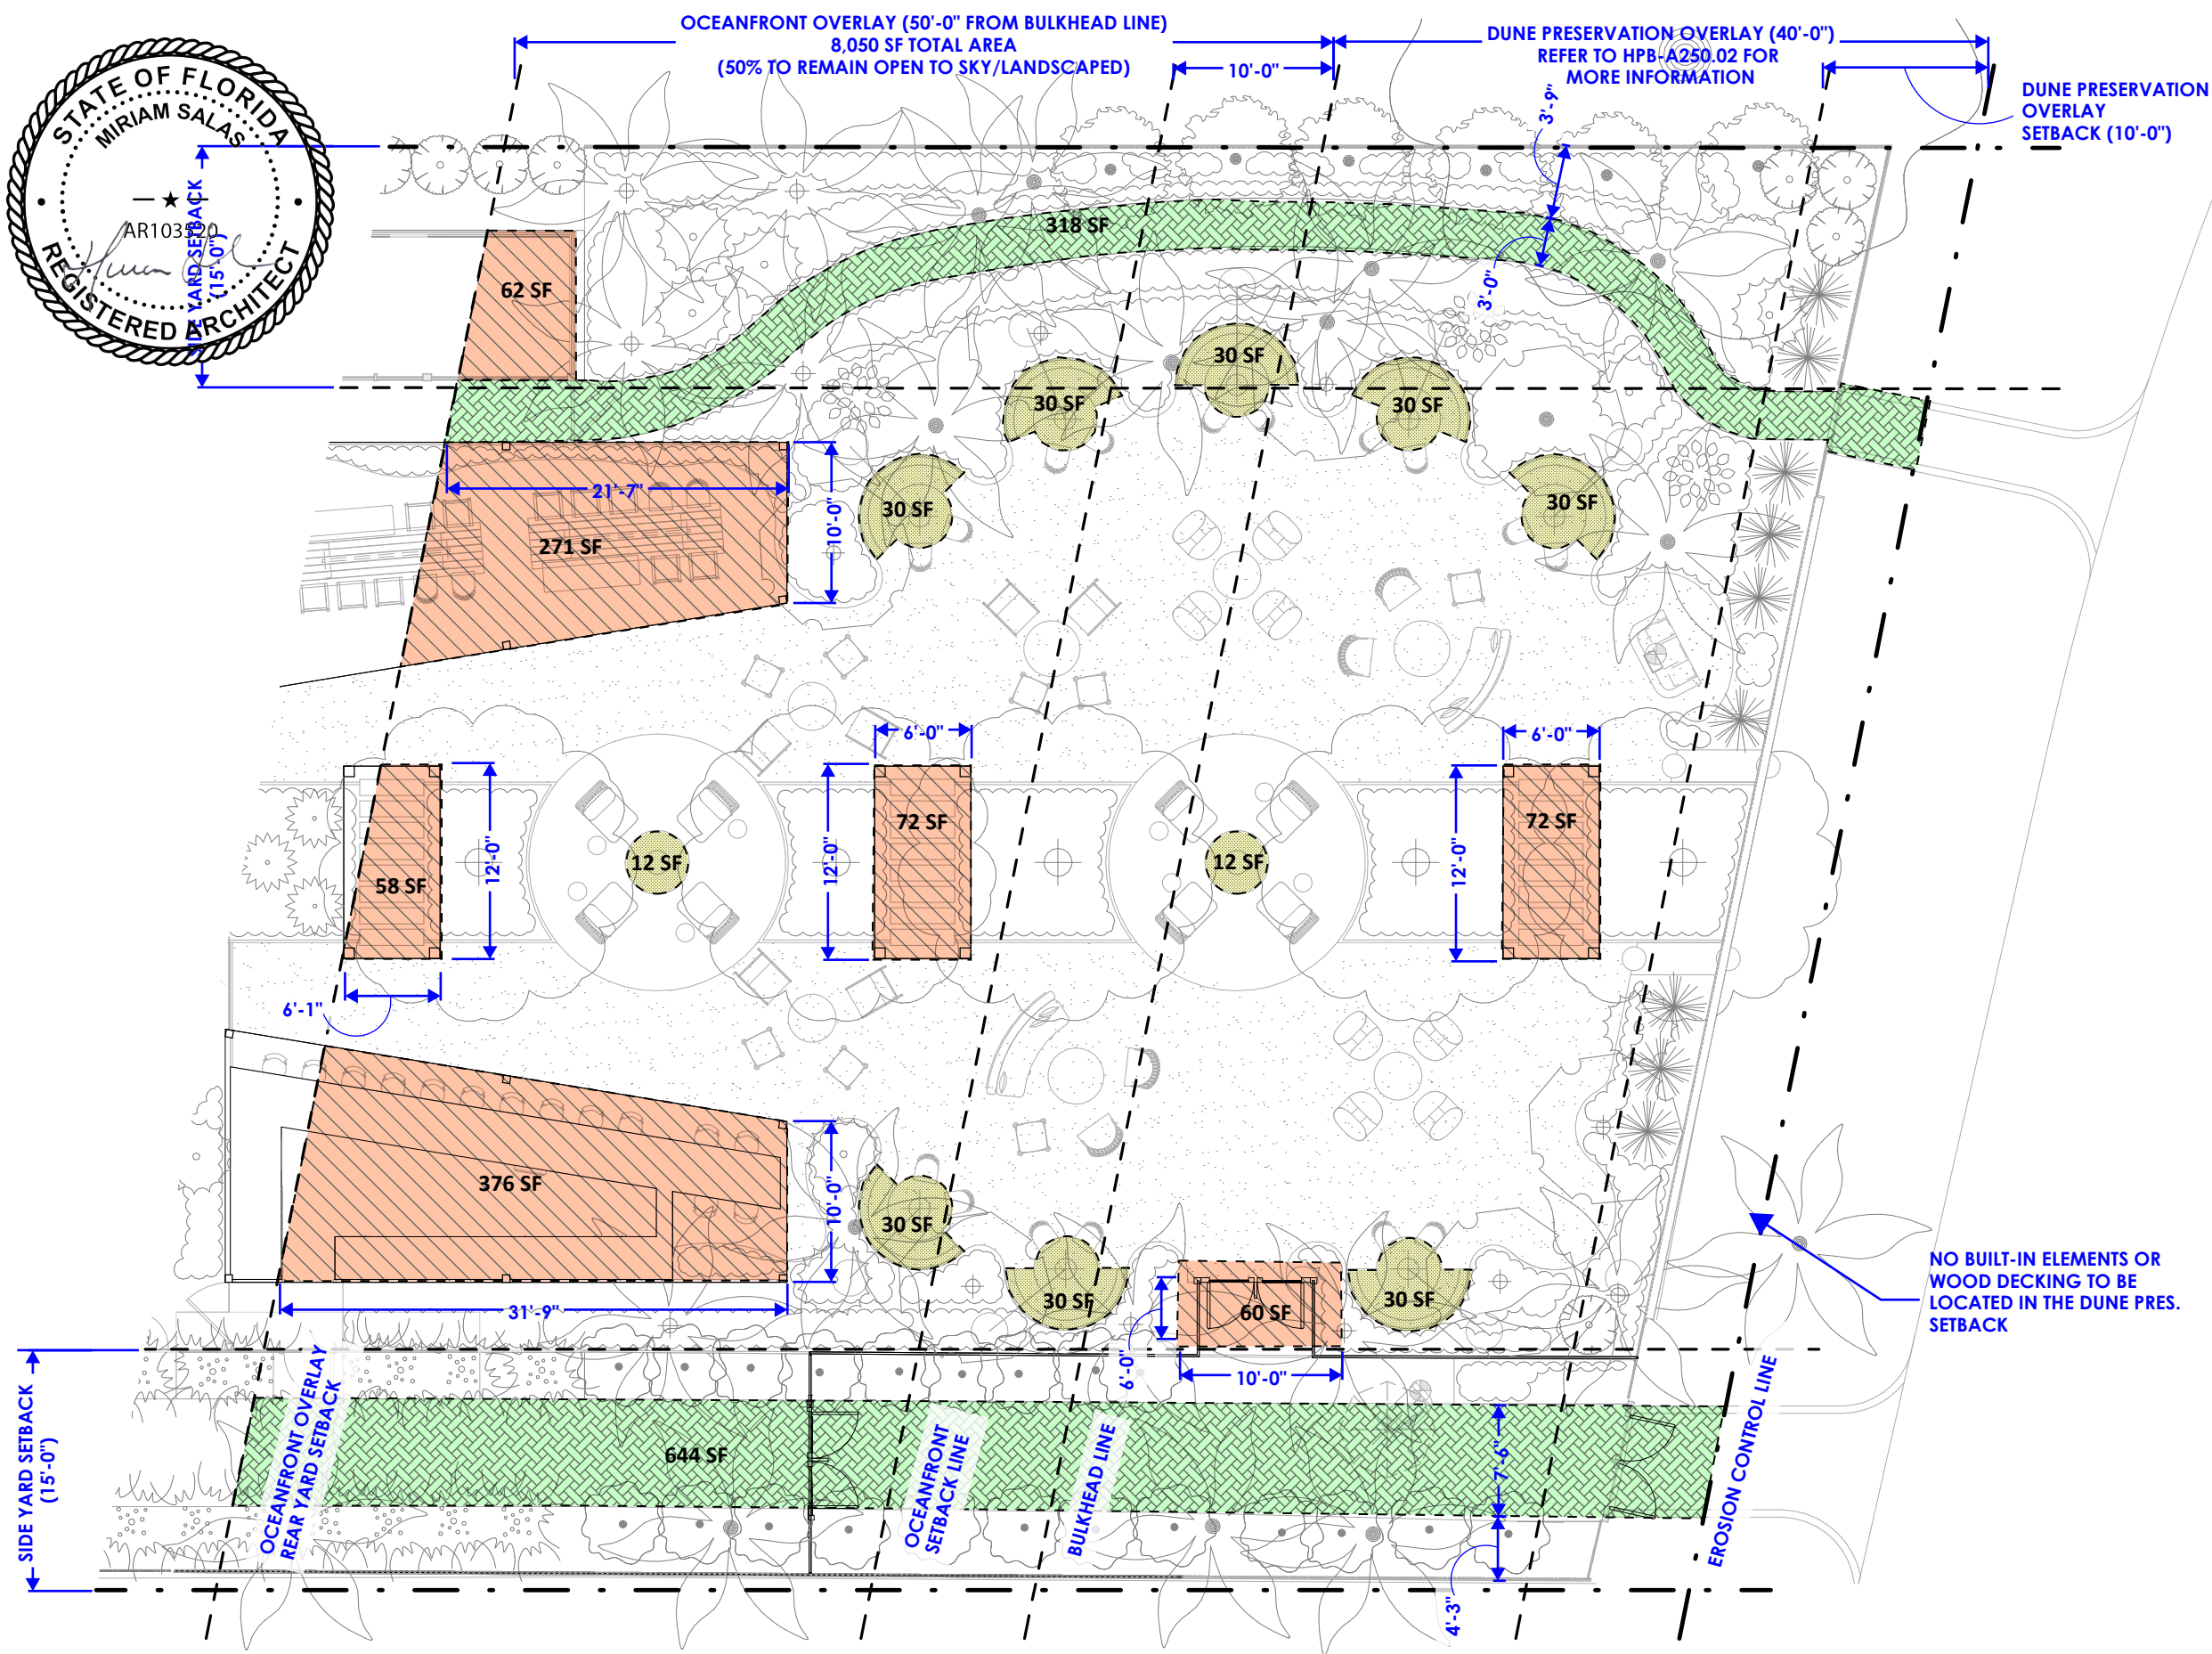 OCEANFRONT OVERLAY (50'-0" FROM BULKHEAD LINE)
8,050 SF TOTAL AREA
(50% TO REMAIN OPEN TO SKY/LANDSCAPED)
10'-0"
DUNE PRESERVATION OVERLAY (40'-0")
REFER TO HPB-A250.02 FOR
MORE INFORMATION
DUNE PRESERVATION
OVERLAY
SETBACK (10'-0")
STATE OF FLORIDA
MIRIAM SALAS
AR103520
REGISTERED ARCHITECT
SIDE YARD SETBACK
(15'-0")
3'-9"
318 SF
3'-0"
62 SF
30 SF
30 SF
30 SF
30 SF
30 SF
21'-7"
10'-0"
271 SF
6'-0"
6'-0"
12'-0"
12'-0"
12'-0"
72 SF
72 SF
12 SF
12 SF
58 SF
6'-1"
376 SF
10'-0"
31'-9"
30 SF
30 SF
30 SF
60 SF
6'-0"
10'-0"
NO BUILT-IN ELEMENTS OR
WOOD DECKING TO BE
LOCATED IN THE DUNE PRES.
SETBACK
SIDE YARD SETBACK
(15'-0")
OCEANFRONT OVERLAY
REAR YARD SETBACK
644 SF
OCEANFRONT
SETBACK LINE
BULKHEAD LINE
7'-6"
4'-3"
EROSION CONTROL LINE